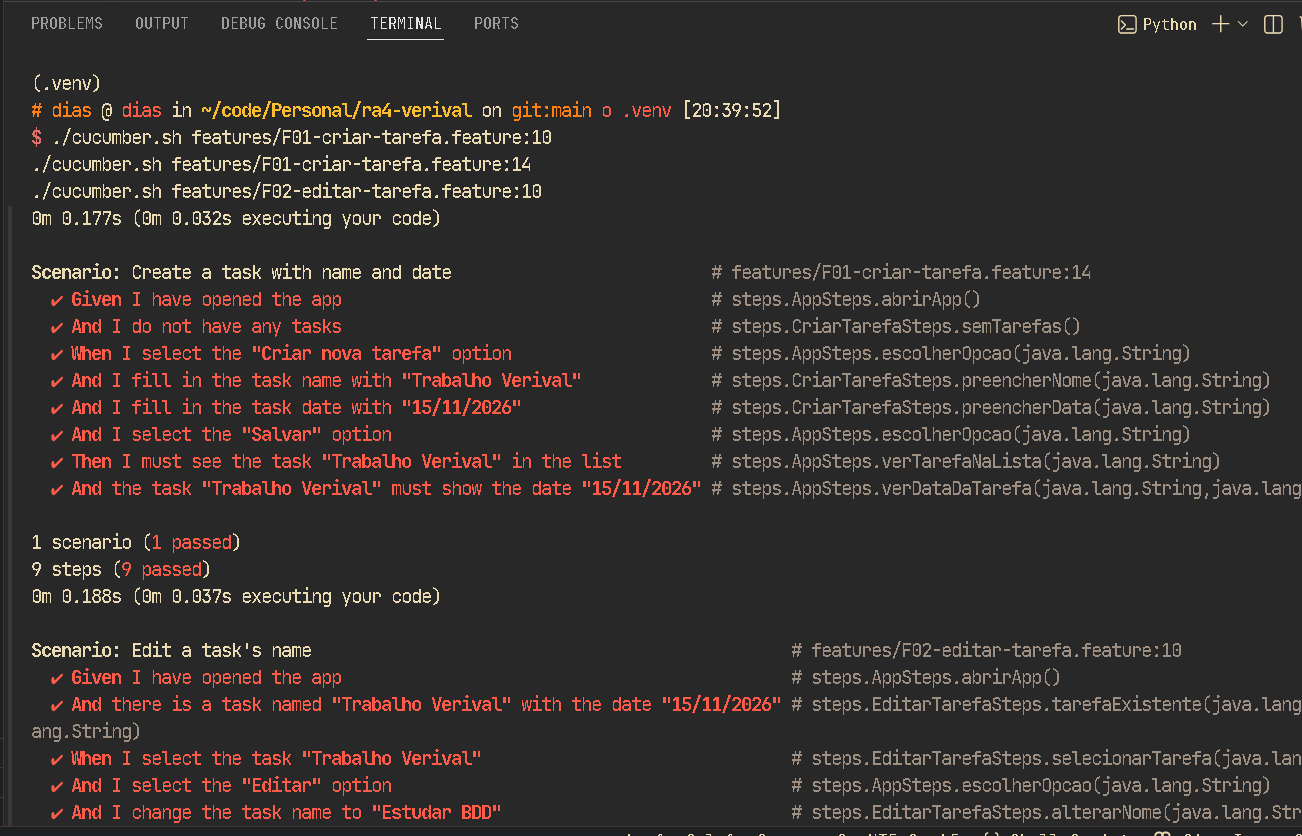 PROBLEMS OUTPUT DEBUG CONSOLE TERMINAL PORTS Python
(.venv)
# dias @ dias in ~/code/Personal/ra4-verival on git:main o .venv [20:39:52]
$ ./cucumber.sh features/F01-criar-tarefa.feature:10
./cucumber.sh features/F01-criar-tarefa.feature:14
./cucumber.sh features/F02-editar-tarefa.feature:10
0m 0.177s (0m 0.032s executing your code)
Scenario: Create a task with name and date # features/F01-criar-tarefa.feature:14
✔ Given I have opened the app # steps.AppSteps.abrirApp()
✔ And I do not have any tasks # steps.CriarTarefaSteps.semTarefas()
✔ When I select the "Criar nova tarefa" option # steps.AppSteps.escolherOpcao(java.lang.String)
✔ And I fill in the task name with "Trabalho Verival" # steps.CriarTarefaSteps.preencherNome(java.lang.String)
✔ And I fill in the task date with "15/11/2026" # steps.CriarTarefaSteps.preencherData(java.lang.String)
✔ And I select the "Salvar" option # steps.AppSteps.escolherOpcao(java.lang.String)
✔ Then I must see the task "Trabalho Verival" in the list # steps.AppSteps.verTarefaNaLista(java.lang.String)
✔ And the task "Trabalho Verival" must show the date "15/11/2026" # steps.AppSteps.verDataDaTarefa(java.lang.String,java.lang
1 scenario (1 passed)
9 steps (9 passed)
0m 0.188s (0m 0.037s executing your code)
Scenario: Edit a task's name # features/F02-editar-tarefa.feature:10
✔ Given I have opened the app # steps.AppSteps.abrirApp()
✔ And there is a task named "Trabalho Verival" with the date "15/11/2026" # steps.EditarTarefaSteps.tarefaExistente(java.lang
ang.String)
✔ When I select the task "Trabalho Verival" # steps.EditarTarefaSteps.selecionarTarefa(java.lan
✔ And I select the "Editar" option # steps.AppSteps.escolherOpcao(java.lang.String)
✔ And I change the task name to "Estudar BDD" # steps.EditarTarefaSteps.alterarNome(java.lang.Str